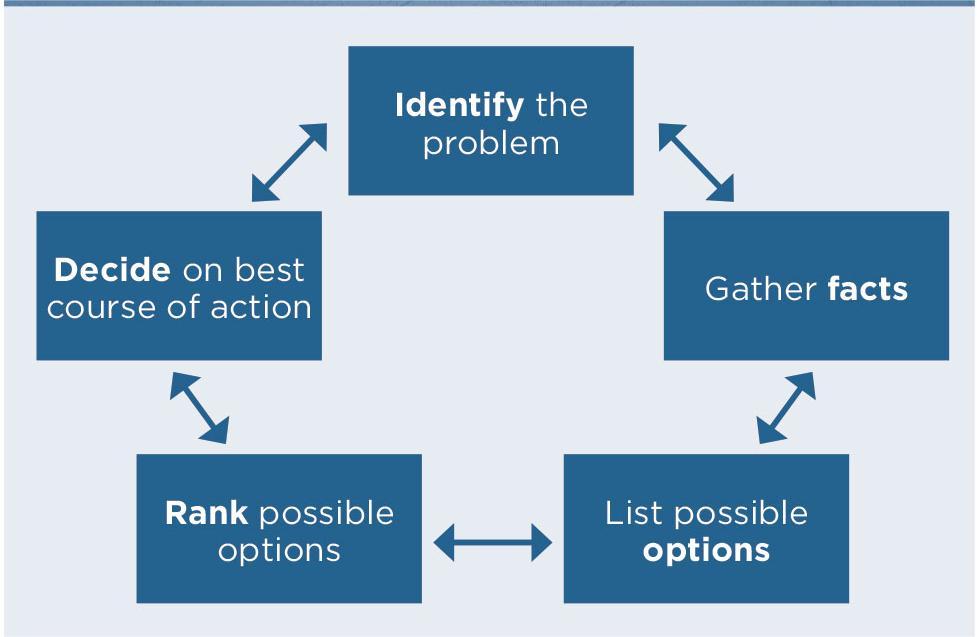 Identify the
problem
Gather facts
List possible
options
Rank possible
options
Decide on best
course of action